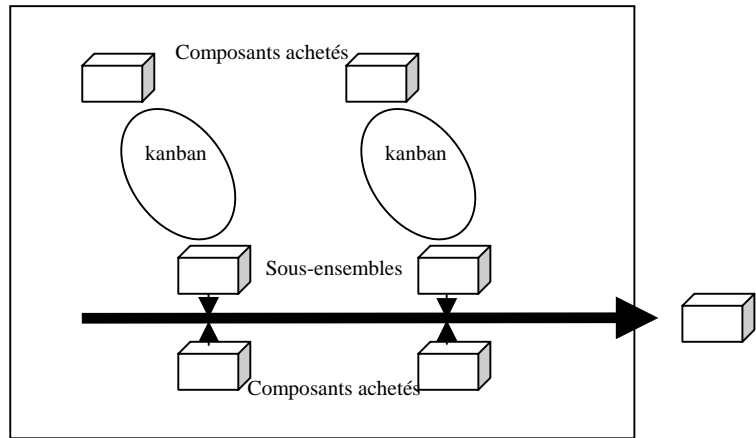 Composants achetés
kanban
kanban
Sous-ensembles
Composants achetés